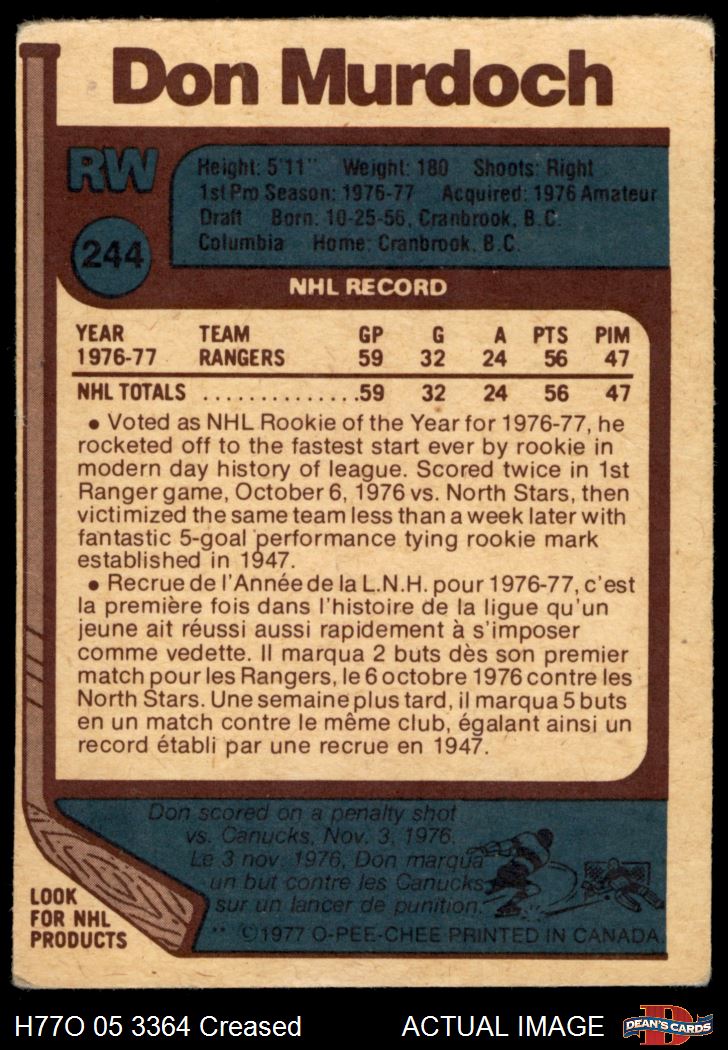 Don Murdoch
RW
Height: 5'11" Weight: 180 Shoots: Right
1st Pro Season: 1976-77 Acquired: 1976 Amateur
Draft Born: 10-25-56, Cranbrook, B.C.
Columbia Home: Cranbrook, B.C.
244
NHL RECORD
YEAR TEAM GP G A PTS PIM
1976-77 RANGERS 59 32 24 56 47
NHL TOTALS ..............59 32 24 56 47
• Voted as NHL Rookie of the Year for 1976-77, he
rocketed off to the fastest start ever by rookie in
modern day history of league. Scored twice in 1st
Ranger game, October 6, 1976 vs. North Stars, then
victimized the same team less than a week later with
fantastic 5-goal performance tying rookie mark
established in 1947.
• Recrue de l'Année de la L.N.H. pour 1976-77, c'est
la première fois dans l'histoire de la ligue qu'un
jeune ait réussi aussi rapidement à s'imposer
comme vedette. Il marqua 2 buts dès son premier
match pour les Rangers, le 6 octobre 1976 contre les
North Stars. Une semaine plus tard, il marqua 5 buts
en un match contre le même club, égalant ainsi un
record établi par une recrue en 1947.
Don scored on a penalty shot
vs. Canucks, Nov. 3, 1976.
Le 3 nov. 1976, Don marqua
un but contre les Canucks
sur un lancer de punition.
** ©1977 O-PEE-CHEE PRINTED IN CANADA
LOOK
FOR NHL
PRODUCTS
H77O 05 3364 Creased ACTUAL IMAGE
D
DEAN'S CARDS